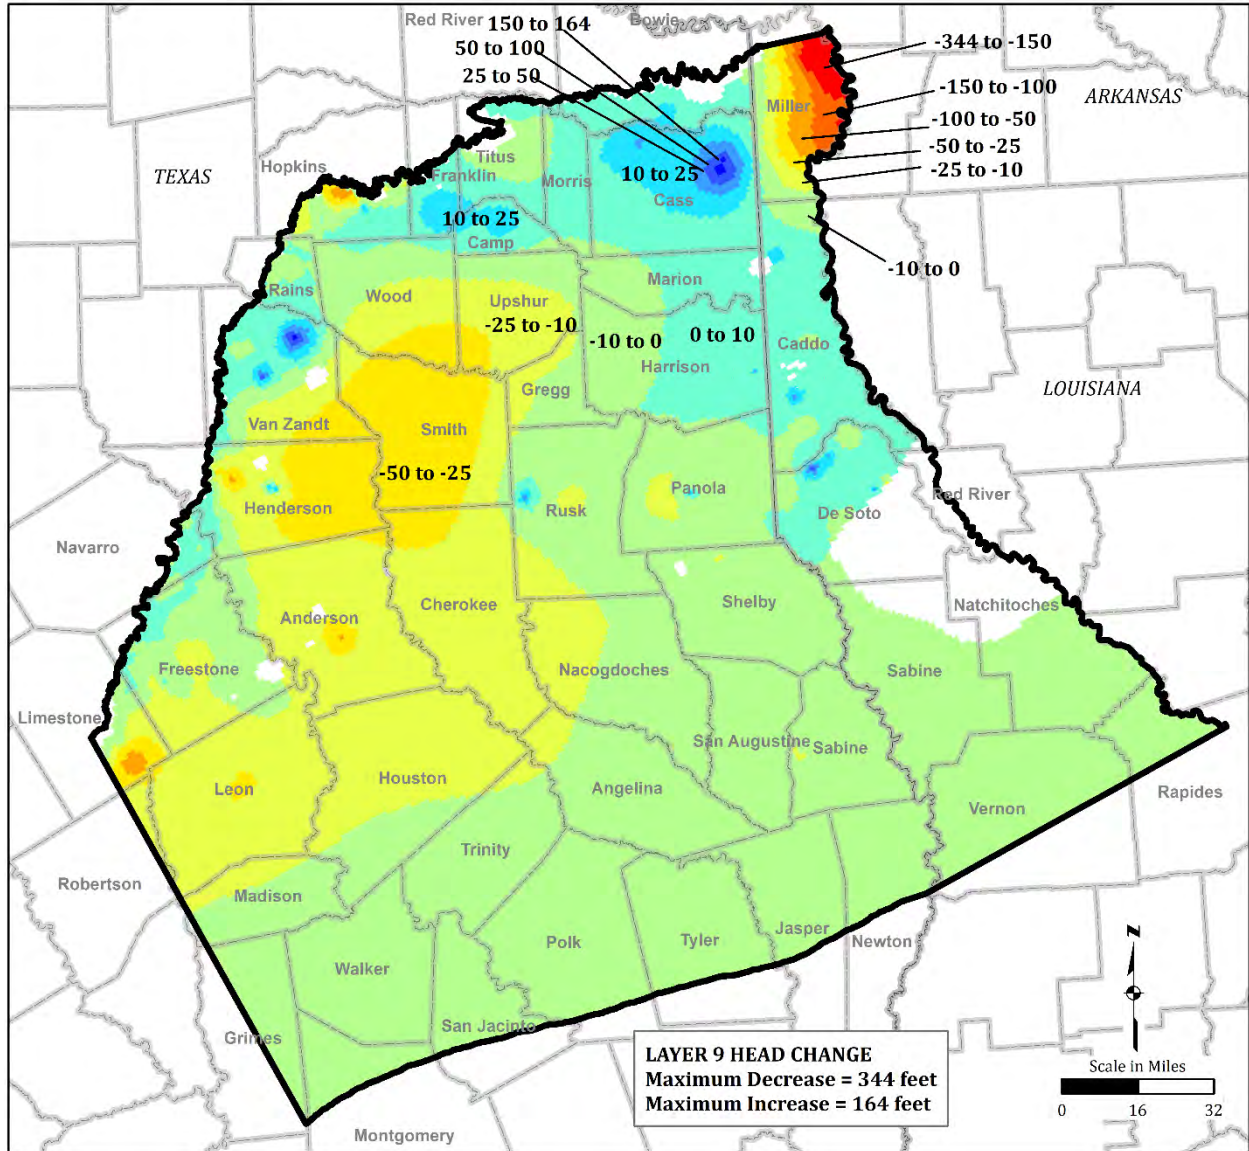 Red River
150 to 164
Bowie
50 to 100
25 to 50
-344 to -150
-150 to -100
ARKANSAS
Miller
-100 to -50
-50 to -25
-25 to -10
Hopkins
Titus
TEXAS
Franklin
Morris
10 to 25
Cass
10 to 25
Camp
-10 to 0
Marion
Rains
Wood
Upshur
-25 to -10
-10 to 0
0 to 10
Caddo
Harrison
LOUISIANA
Gregg
Van Zandt
Smith
-50 to -25
Panola
Red River
Henderson
Rusk
De Soto
Navarro
Shelby
Natchitoches
Cherokee
Anderson
Freestone
Nacogdoches
Sabine
Limestone
San Augustine
Sabine
Houston
Leon
Angelina
Rapides
Vernon
Trinity
Robertson
Madison
Jasper
Polk
Tyler
Newton
Walker
N
San Jacinto
Grimes
LAYER 9 HEAD CHANGE
Maximum Decrease = 344 feet
Maximum Increase = 164 feet
Scale in Miles
0 16 32
Montgomery